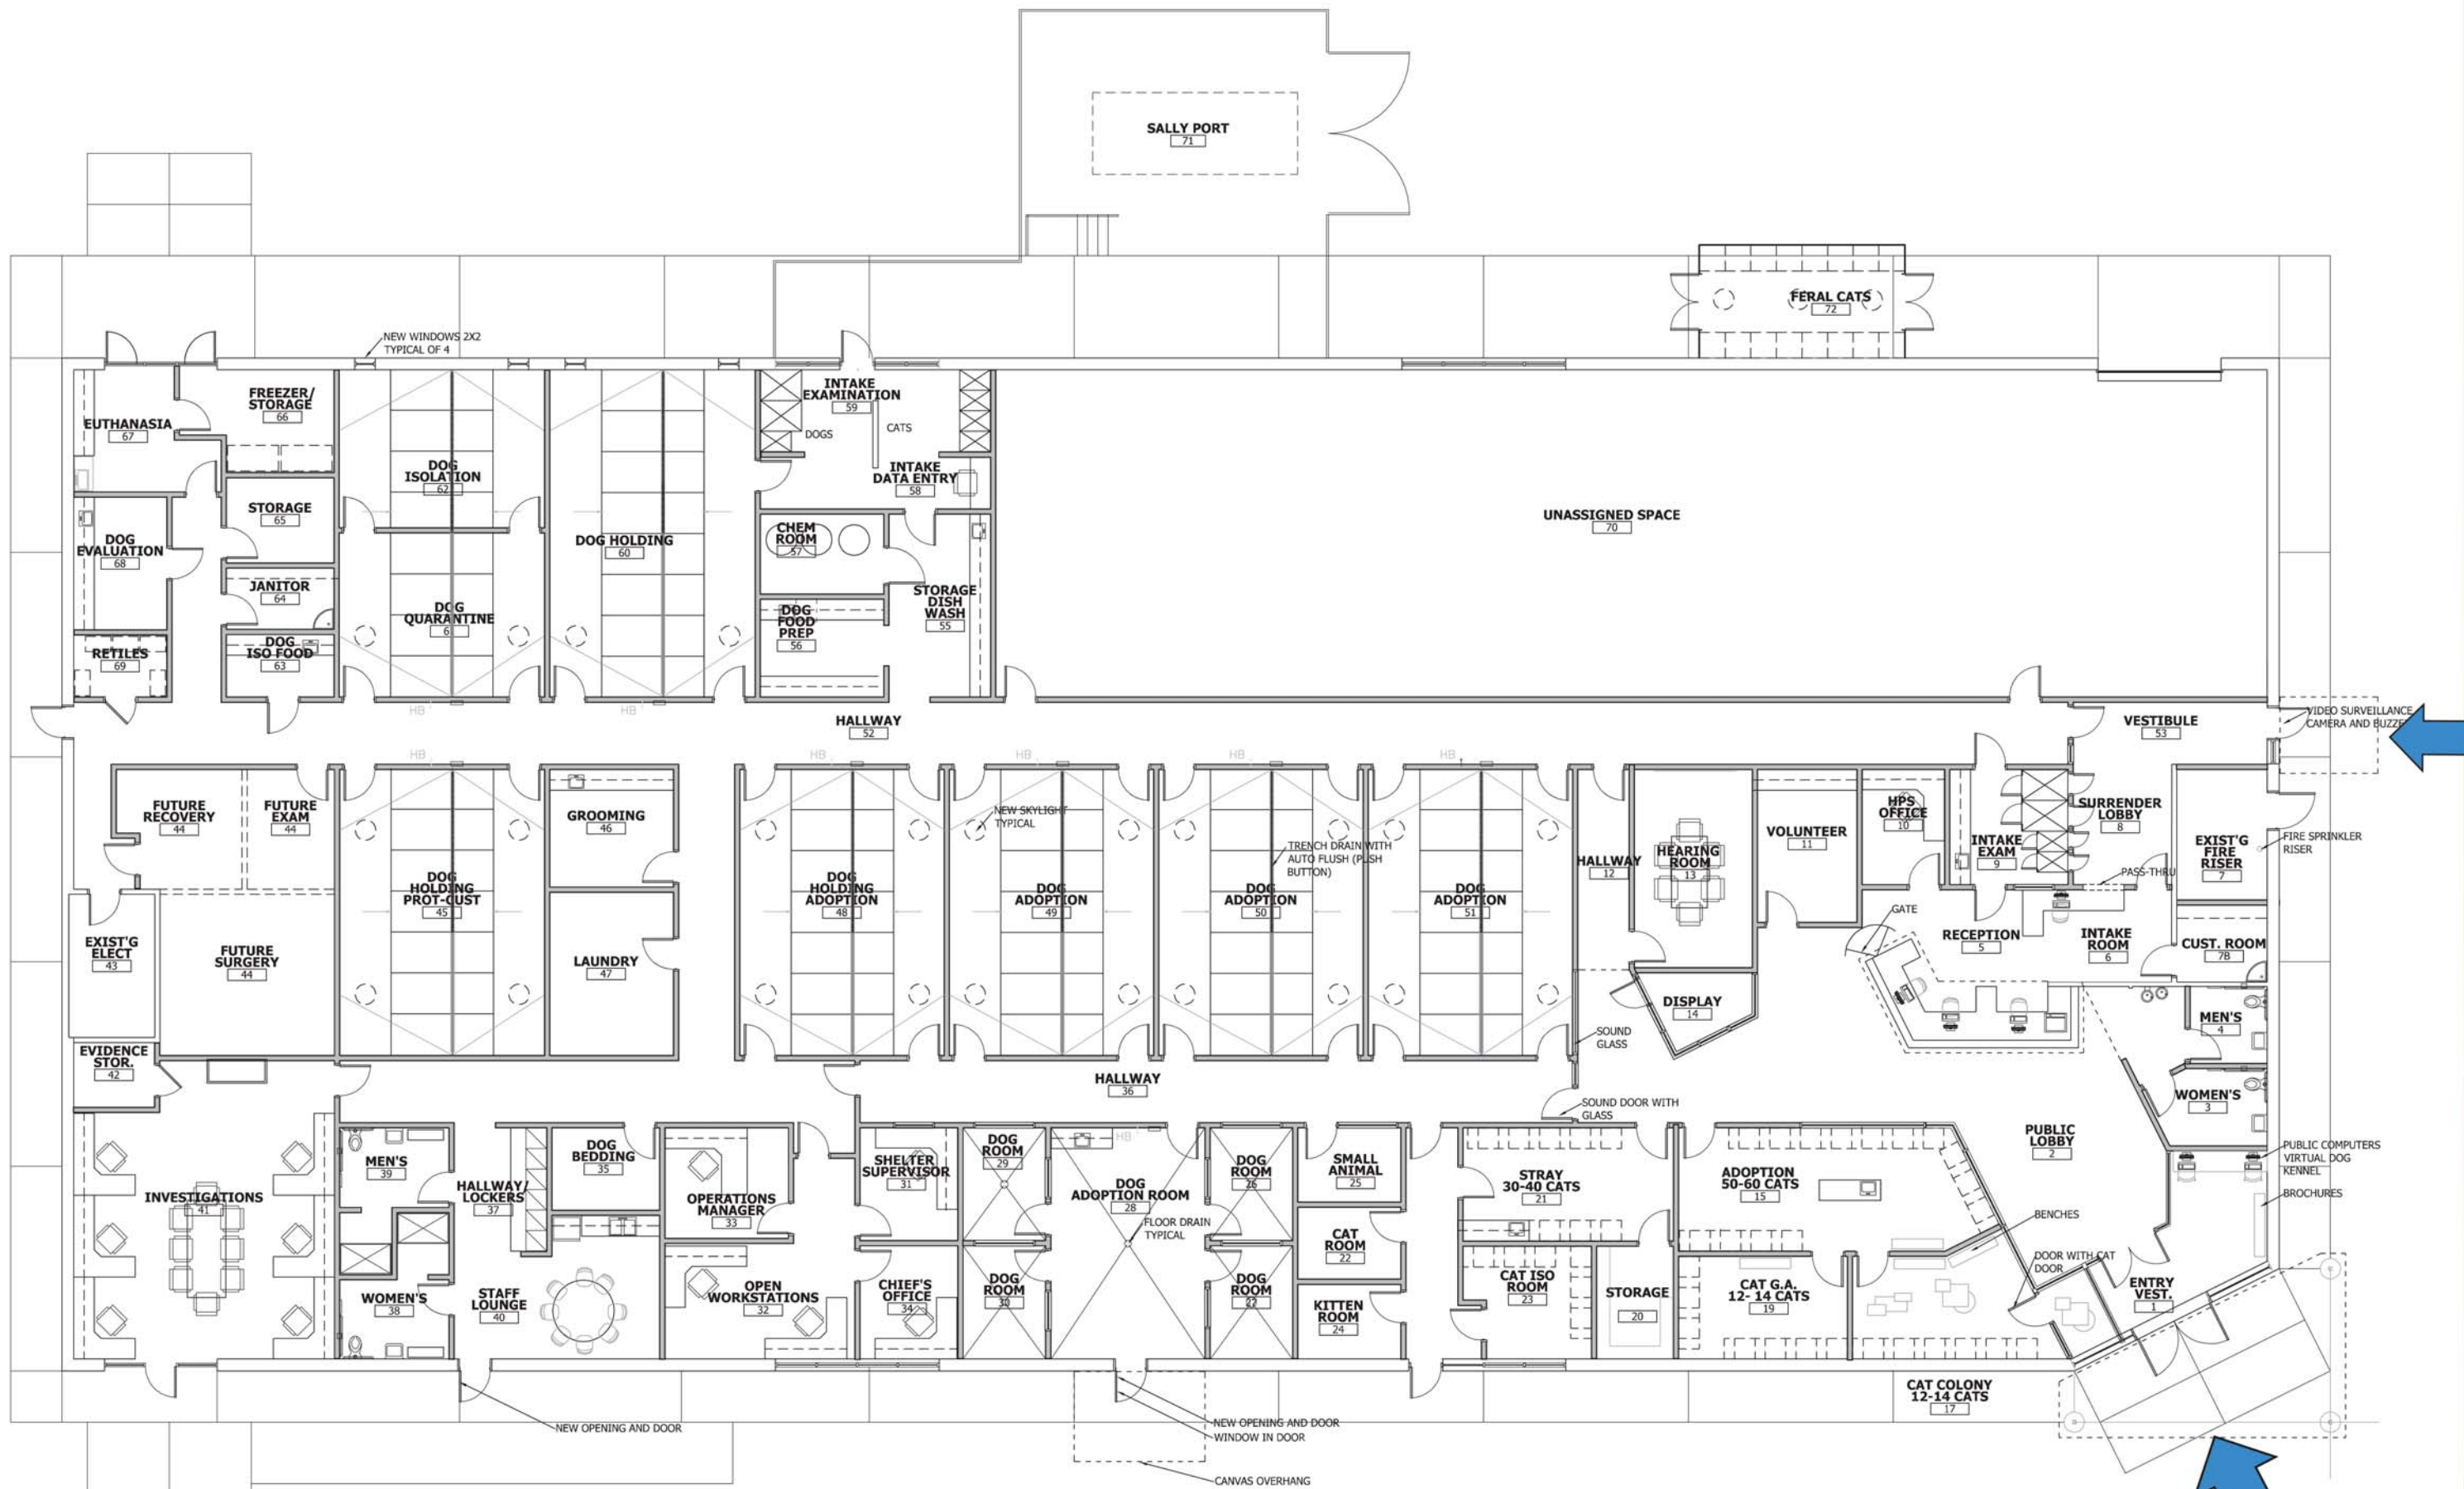 SALLY PORT
71
FERAL CATS
72
NEW WINDOWS 2X2
TYPICAL OF 4
EUTHANASIA
67
FREEZER/
STORAGE
66
DOG
ISOLATION
62
INTAKE
EXAMINATION
59
DOGS
CATS
INTAKE
DATA ENTRY
58
STORAGE
65
DOG
EVALUATION
68
DOG HOLDING
60
CHEM
ROOM
57
UNASSIGNED SPACE
70
JANITOR
64
DOG
QUARANTINE
6
STORAGE
DISH
WASH
55
DOG
FOOD
PREP
56
RETILES
69
DOG
ISO FOOD
63
HB
HB
HALLWAY
52
VESTIBULE
53
VIDEO SURVEILLANCE
CAMERA AND BUZZE
HB
HB
HB
HB
HB
FUTURE
RECOVERY
44
FUTURE
EXAM
44
GROOMING
46
NEW SKYLIGHT
TYPICAL
TRENCH DRAIN WITH
AUTO FLUSH (PUSH
BUTTON)
HALLWAY
12
HEARING
ROOM
13
VOLUNTEER
11
HPS
OFFICE
10
INTAKE
EXAM
9
SURRENDER
LOBBY
8
EXIST'G
FIRE
RISER
7
FIRE SPRINKLER
RISER
PASS-THRU
DOG
HOLDING
PROT-CUST
45
DOG
HOLDING
ADOPTION
48
DOG
ADOPTION
49
DOG
ADOPTION
50
DOG
ADOPTION
51
GATE
RECEPTION
5
INTAKE
ROOM
6
CUST. ROOM
7B
EXIST'G
ELECT
43
FUTURE
SURGERY
44
LAUNDRY
47
DISPLAY
14
MEN'S
4
SOUND
GLASS
EVIDENCE
STOR.
42
HALLWAY
36
SOUND DOOR WITH
GLASS
WOMEN'S
3
HB
PUBLIC
LOBBY
2
PUBLIC COMPUTERS
VIRTUAL DOG
KENNEL
BROCHURES
MEN'S
39
DOG
BEDDING
35
SHELTER
SUPERVISOR
31
DOG
ROOM
29
DOG
ADOPTION ROOM
28
DOG
ROOM
26
SMALL
ANIMAL
25
STRAY
30-40 CATS
21
ADOPTION
50-60 CATS
15
INVESTIGATIONS
41
HALLWAY/
LOCKERS
37
OPERATIONS
MANAGER
33
FLOOR DRAIN
TYPICAL
CAT
ROOM
22
BENCHES
DOOR WITH CAT
DOOR
WOMEN'S
38
STAFF
LOUNGE
40
OPEN
WORKSTATIONS
32
CHIEF'S
OFFICE
34
DOG
ROOM
30
DOG
ROOM
27
KITTEN
ROOM
24
CAT ISO
ROOM
23
STORAGE
20
CAT G.A.
12- 14 CATS
19
ENTRY
VEST.
1
CAT COLONY
12-14 CATS
17
NEW OPENING AND DOOR
NEW OPENING AND DOOR
WINDOW IN DOOR
CANVAS OVERHANG